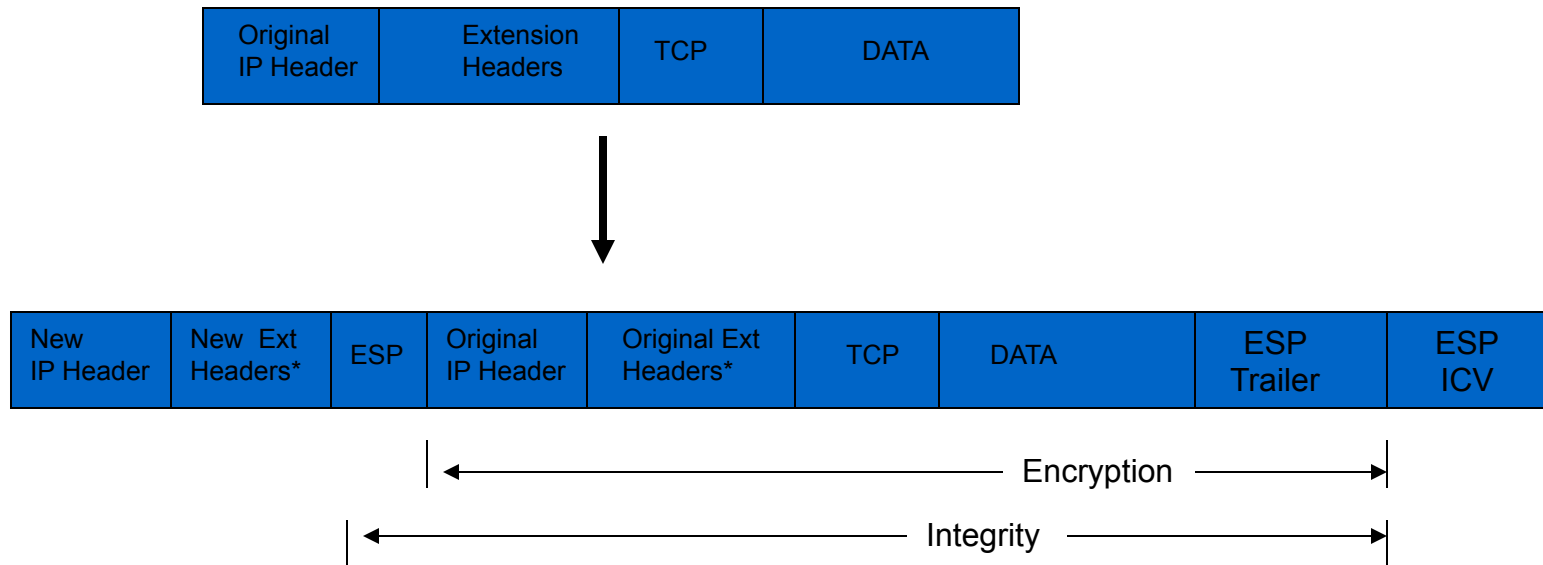 Original
IP Header
Extension
Headers
TCP
DATA
New
IP Header
New Ext
Headers*
ESP
Original
IP Header
Original Ext
Headers*
TCP
DATA
ESP
Trailer
ESP
ICV
Encryption
Integrity